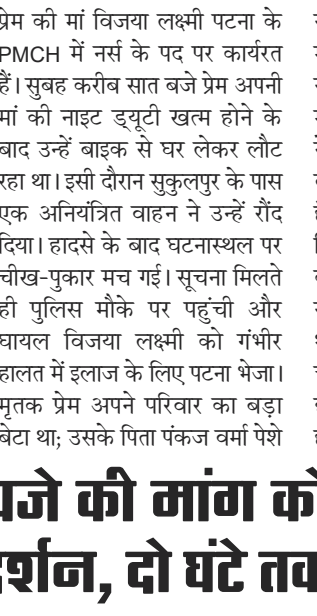 प्रेम की मां विजया लक्ष्मी पटना के
PMCH में नर्स के पद पर कार्यरत
हैं। सुबह करीब सात बजे प्रेम अपनी
मां की नाइट ड्यूटी खत्म होने के
बाद उन्हें बाइक से घर लेकर लौट
रहा था। इसी दौरान सुकुलपुर के पास
एक अनियंत्रित वाहन ने उन्हें रौंद
दिया। हादसे के बाद घटनास्थल पर
चीख-पुकार मच गई। सूचना मिलते
ही पुलिस मौके पर पहुंची और
घायल विजया लक्ष्मी को गंभीर
हालत में इलाज के लिए पटना भेजा।
मृतक प्रेम अपने परिवार का बड़ा
बेटा था; उसके पिता पंकज वर्मा पेशे
की मांग
दो घंटे